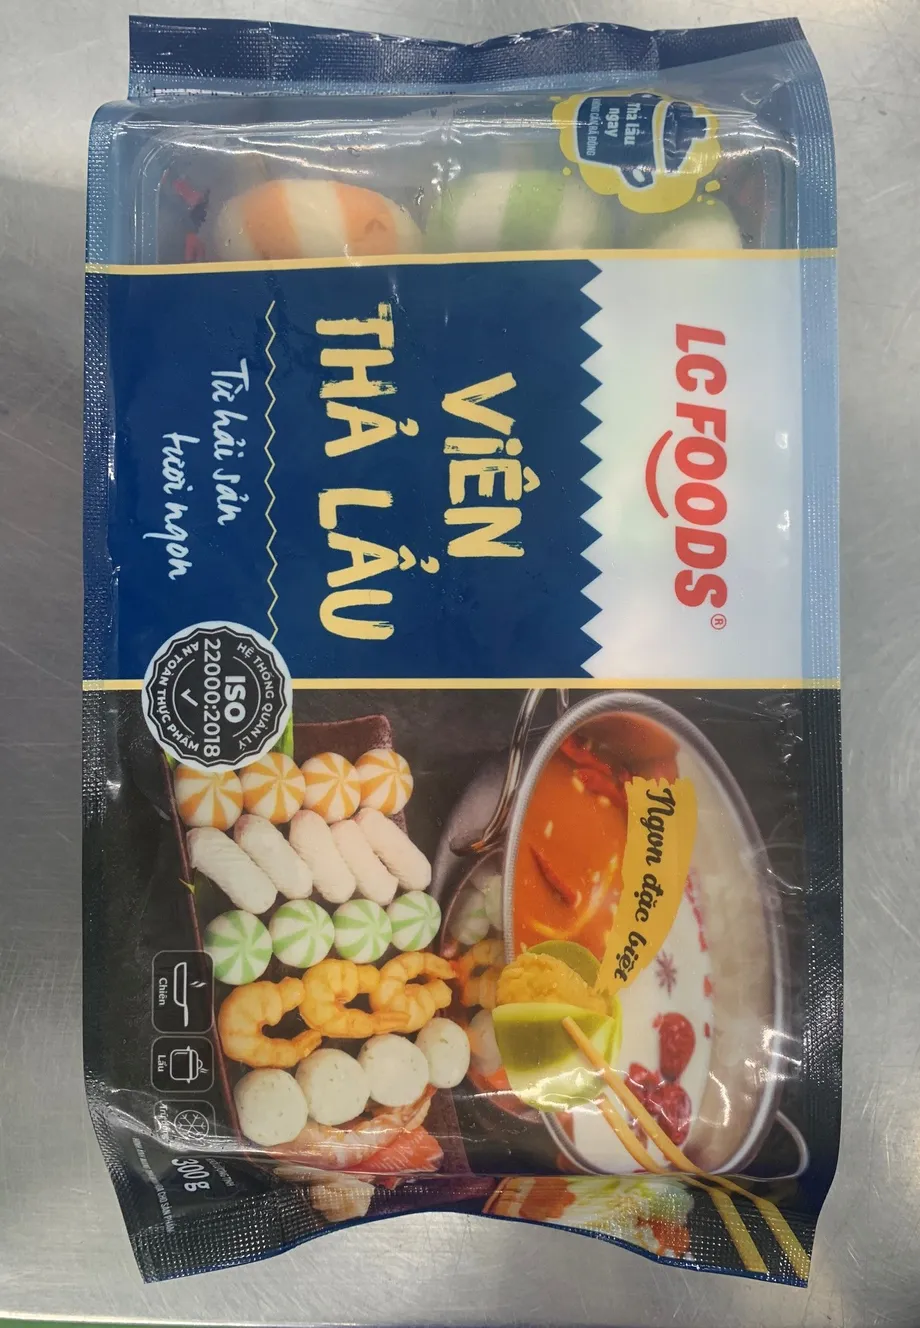 LC FOODS®
Thả lẩu
ngay
VIÊN
THẢ LẨU
Từ hải sản
tươi ngon
Ngon đặc biệt
HỆ THỐNG QUẢN LÝ
ISO
22000:2018
AN TOÀN THỰC PHẨM
Chiên
Lẩu
300g